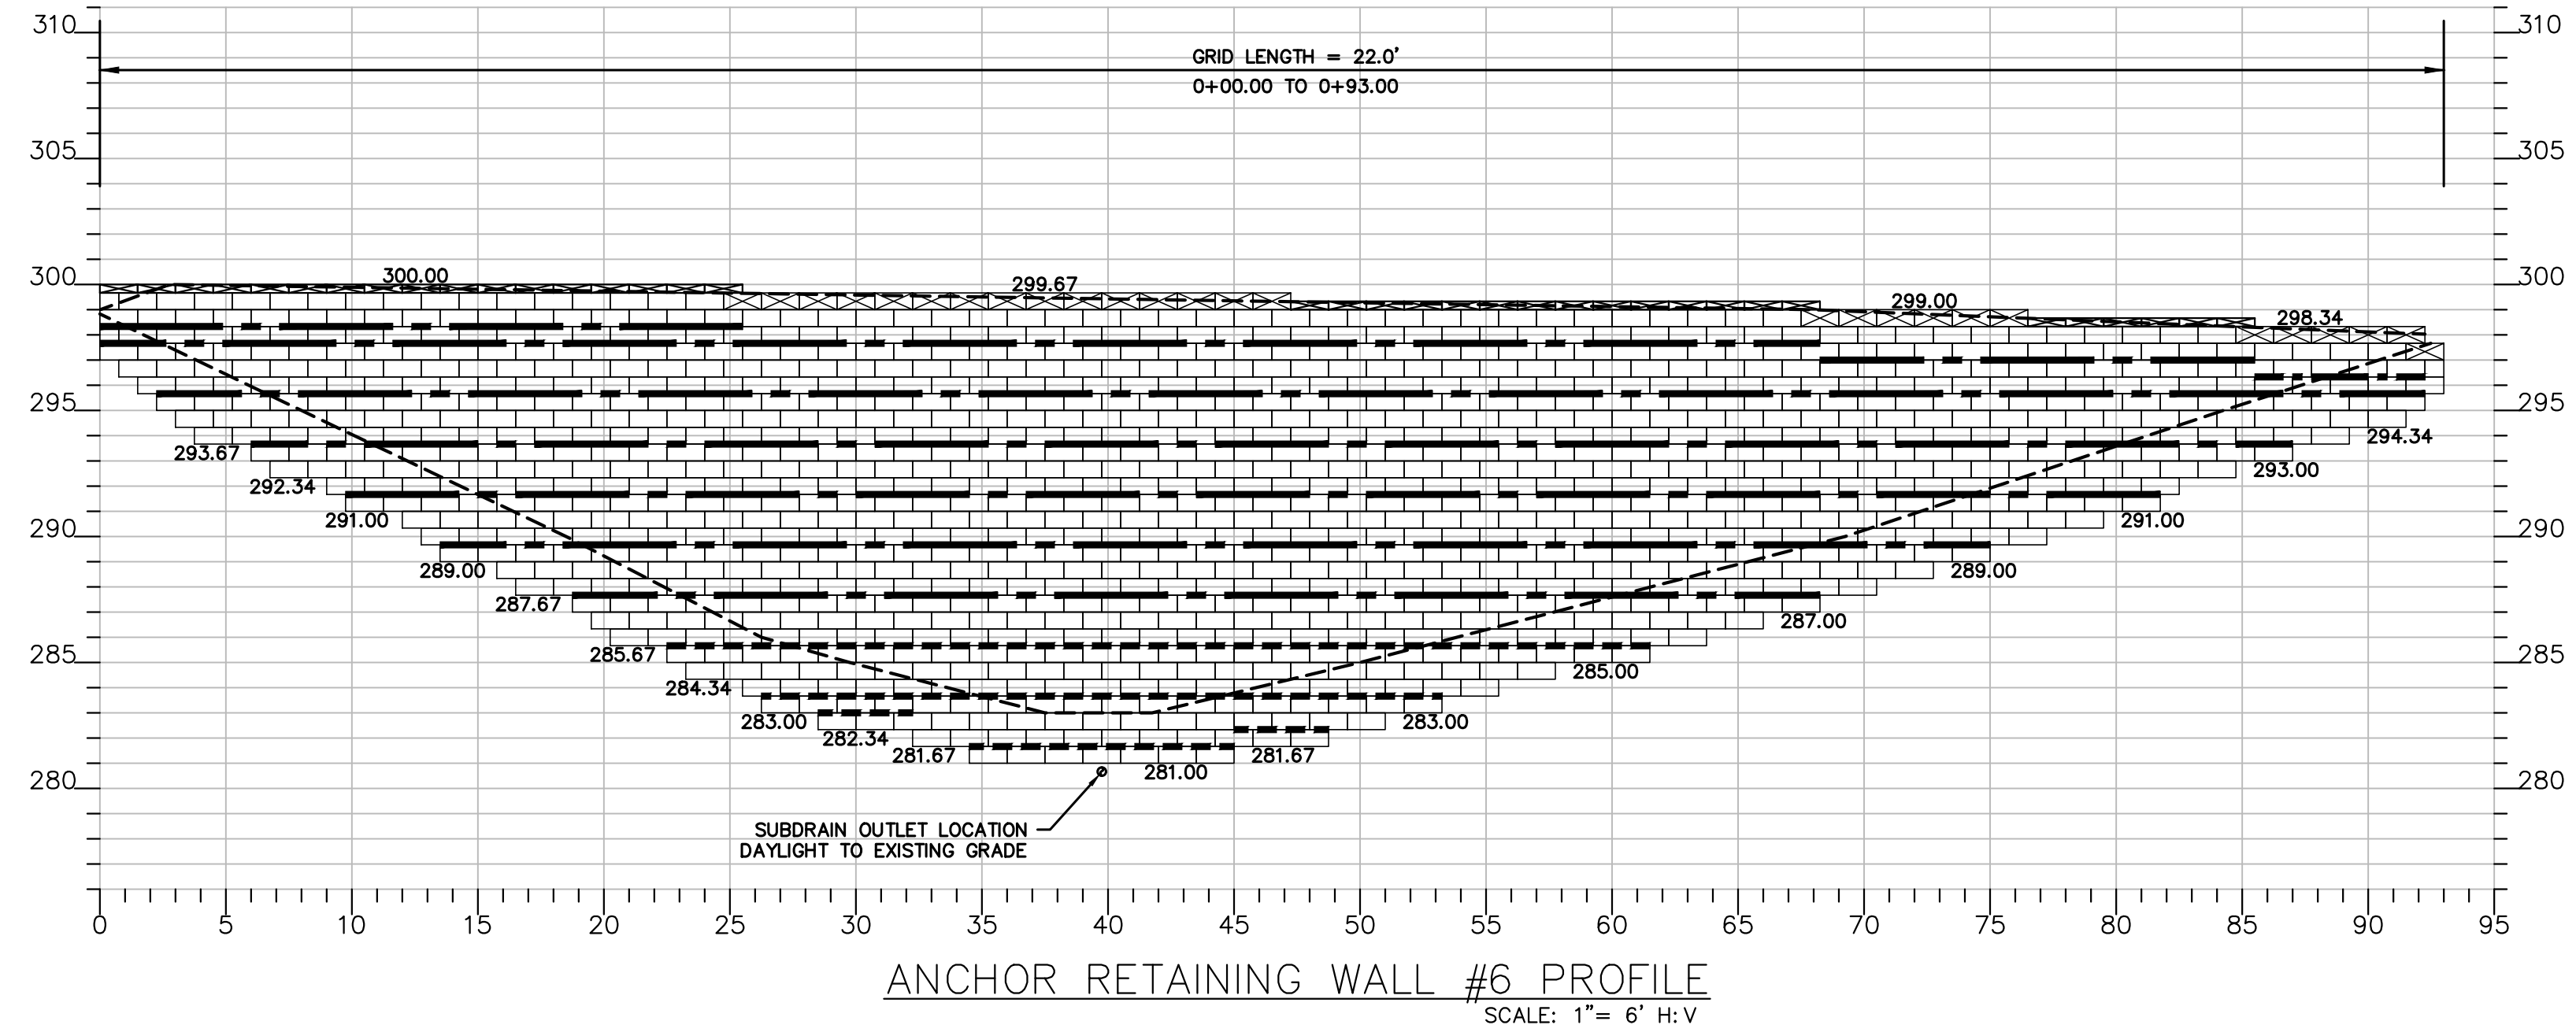 310 310
GRID LENGTH = 22.0'
0+00.00 TO 0+93.00
305 305
300 300.00 299.67 300
299.00
298.34
295 295
294.34
293.67 293.00
292.34
291.00 291.00
290 290
289.00 289.00
287.67
287.00
285 285.67 285
285.00
284.34
283.00 283.00
282.34
281.67 281.67
281.00
280 280
SUBDRAIN OUTLET LOCATION
DAYLIGHT TO EXISTING GRADE
0 5 10 15 20 25 30 35 40 45 50 55 60 65 70 75 80 85 90 95
ANCHOR RETAINING WALL #6 PROFILE
SCALE: 1"= 6' H:V